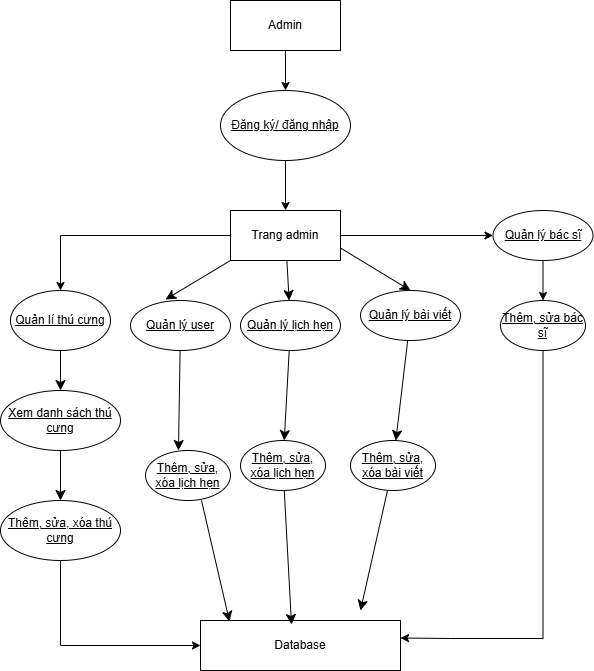 Admin
Đăng ký/ đăng nhập
Trang admin
Quản lý bác sĩ
Quản lí thú cưng
Quản lý user
Quản lý lịch hẹn
Quản lý bài viết
Thêm, sửa bác
sĩ
Xem danh sách thú
cưng
Thêm, sửa,
xóa lịch hẹn
Thêm, sửa,
xóa lịch hẹn
Thêm, sửa,
xóa bài viết
Thêm, sửa, xóa thú
cưng
Database